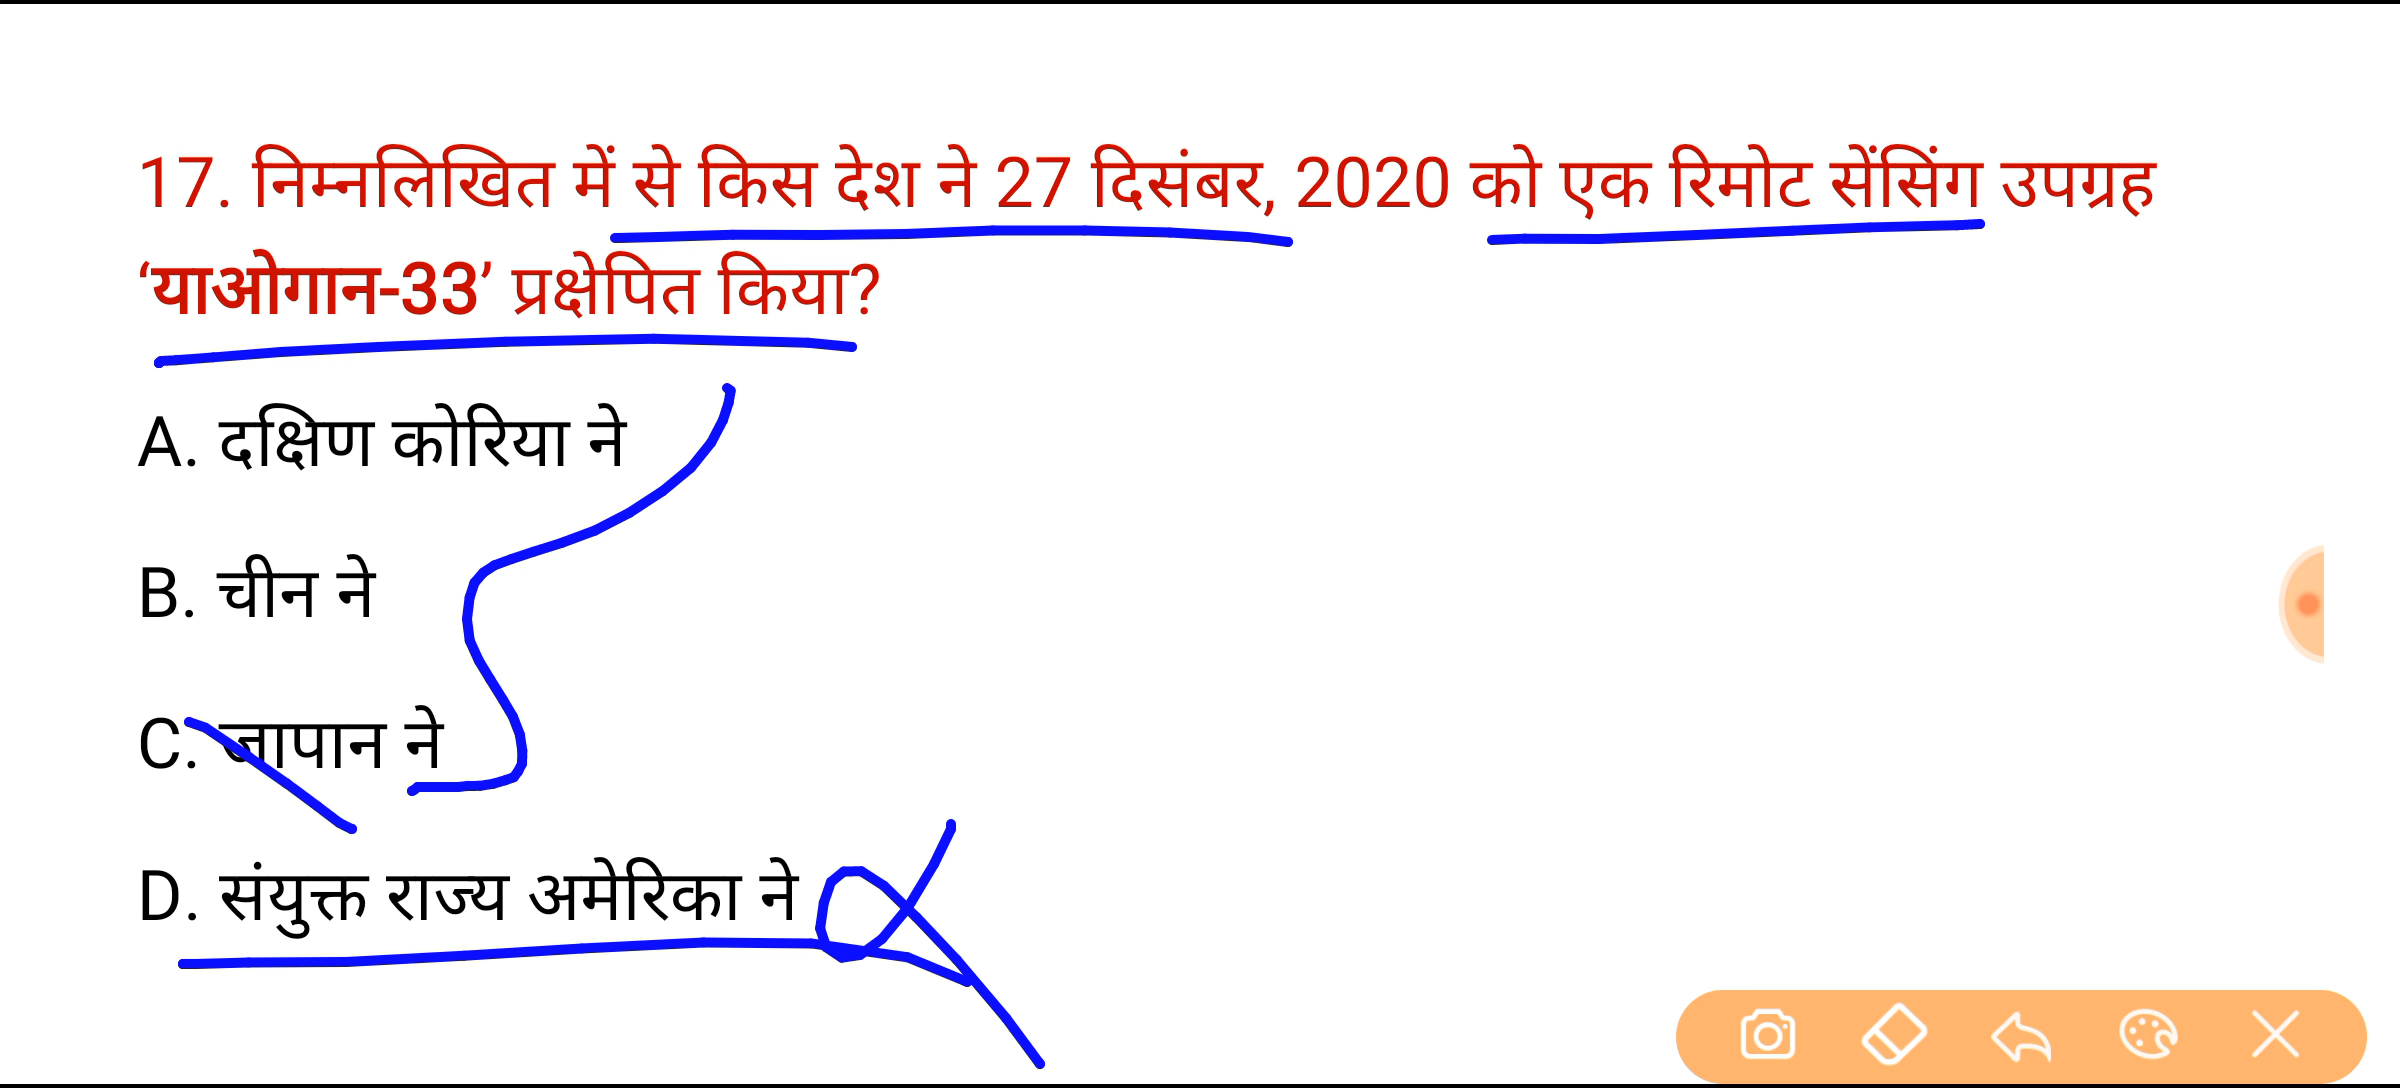 17. निम्नलिखित में से किस देश ने 27 दिसंबर, 2020 को एक रिमोट सेंसिंग उपग्रह
‘याओगान-33’ प्रक्षेपित किया?
A. दक्षिण कोरिया ने
B. चीन ने
C. जापान ने
D. संयुक्त राज्य अमेरिका ने